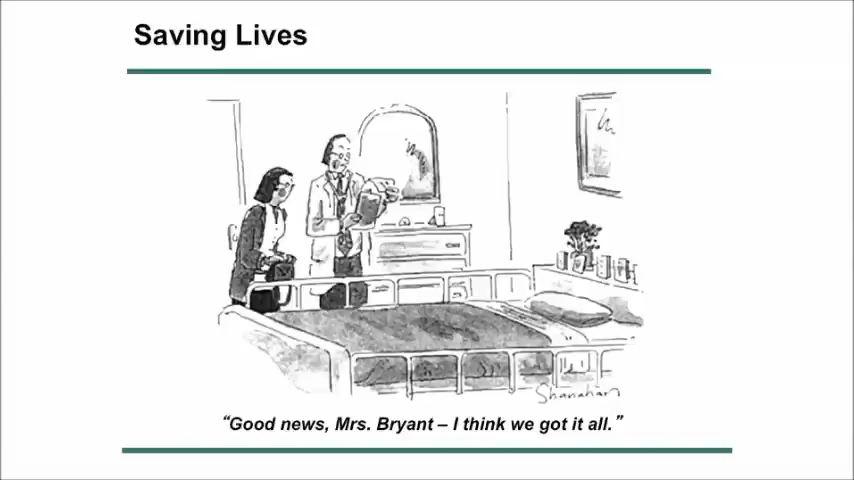 Saving Lives
Shanahan
“Good news, Mrs. Bryant – I think we got it all.”